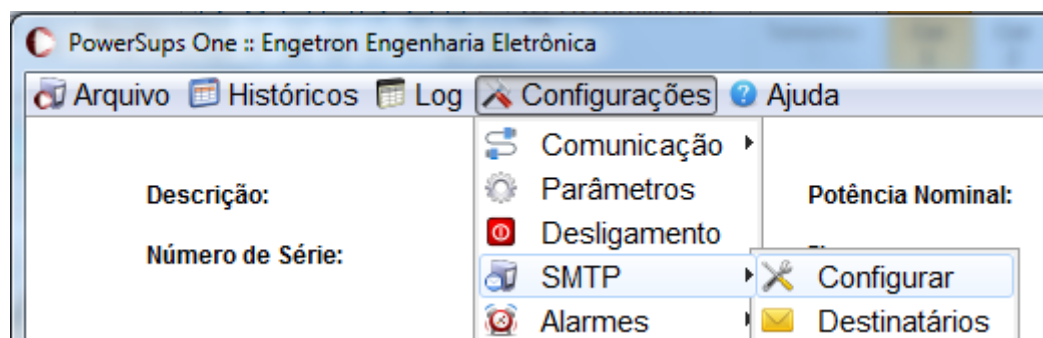 PowerSups One :: Engetron Engenharia Eletrônica
Arquivo Históricos Log Configurações Ajuda
Comunicação
Descrição: Parâmetros Potência Nominal:
Desligamento
Número de Série:
SMTP Configurar
Alarmes Destinatários